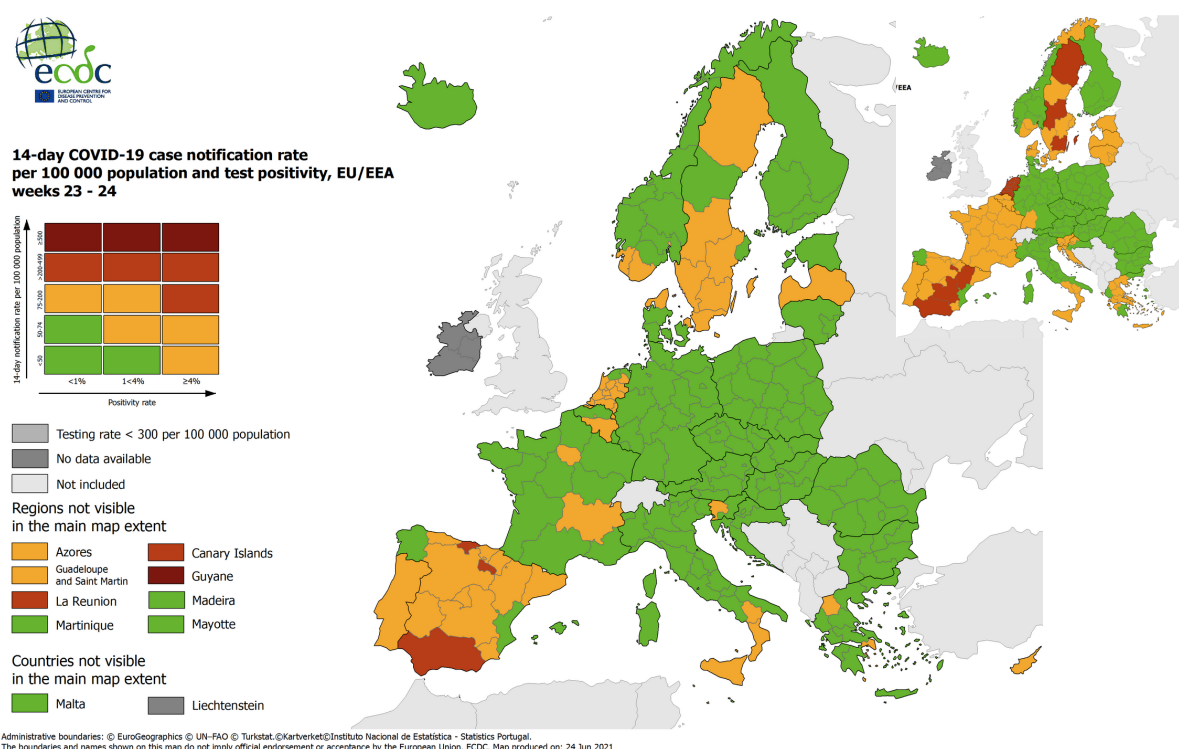 ecdc
EUROPEAN CENTRE FOR
DISEASE PREVENTION
AND CONTROL
/EEA
14-day COVID-19 case notification rate
per 100 000 population and test positivity, EU/EEA
weeks 23 - 24
14-day notification rate per 100 000 population
≥500
>200-499
75-200
50-74
<50
<1%
1<4%
≥4%
Positivity rate
Testing rate < 300 per 100 000 population
No data available
Not included
Regions not visible
in the main map extent
Azores
Canary Islands
Guadeloupe
and Saint Martin
Guyane
La Reunion
Madeira
Martinique
Mayotte
Countries not visible
in the main map extent
Malta
Liechtenstein
Administrative boundaries: © EuroGeographics © UN–FAO © Turkstat.©Kartverket©Instituto Nacional de Estatística - Statistics Portugal.
The boundaries and names shown on this map do not imply official endorsement or acceptance by the European Union. ECDC. Map produced on: 24 Jun 2021